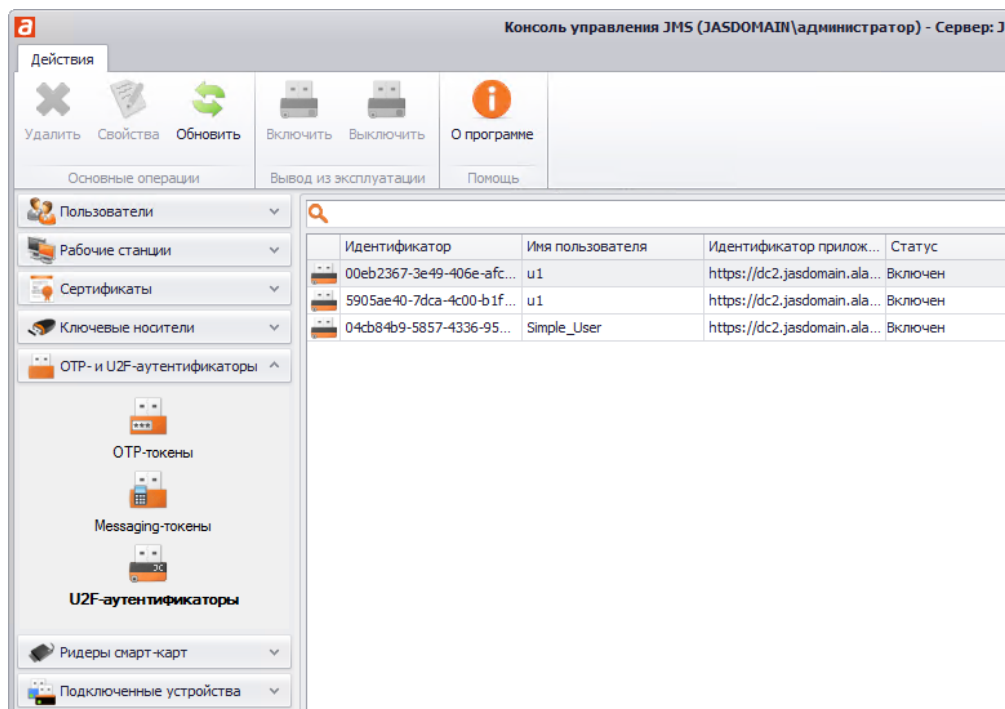 Консоль управления JMS (JASDOMAIN\администратор) - Сервер: J
Действия
Удалить Свойства Обновить Включить Выключить О программе
Основные операции Вывод из эксплуатации Помощь
Пользователи
Рабочие станции
Сертификаты
Ключевые носители
OTP- и U2F-аутентификаторы
OTP-токены
Messaging-токены
U2F-аутентификаторы
Ридеры смарт-карт
Подключенные устройства
Идентификатор Имя пользователя Идентификатор прилож... Статус
00eb2367-3e49-406e-afc... u1 https://dc2.jasdomain.ala... Включен
5905ae40-7dca-4c00-b1f... u1 https://dc2.jasdomain.ala... Включен
04cb84b9-5857-4336-95... Simple_User https://dc2.jasdomain.ala... Включен